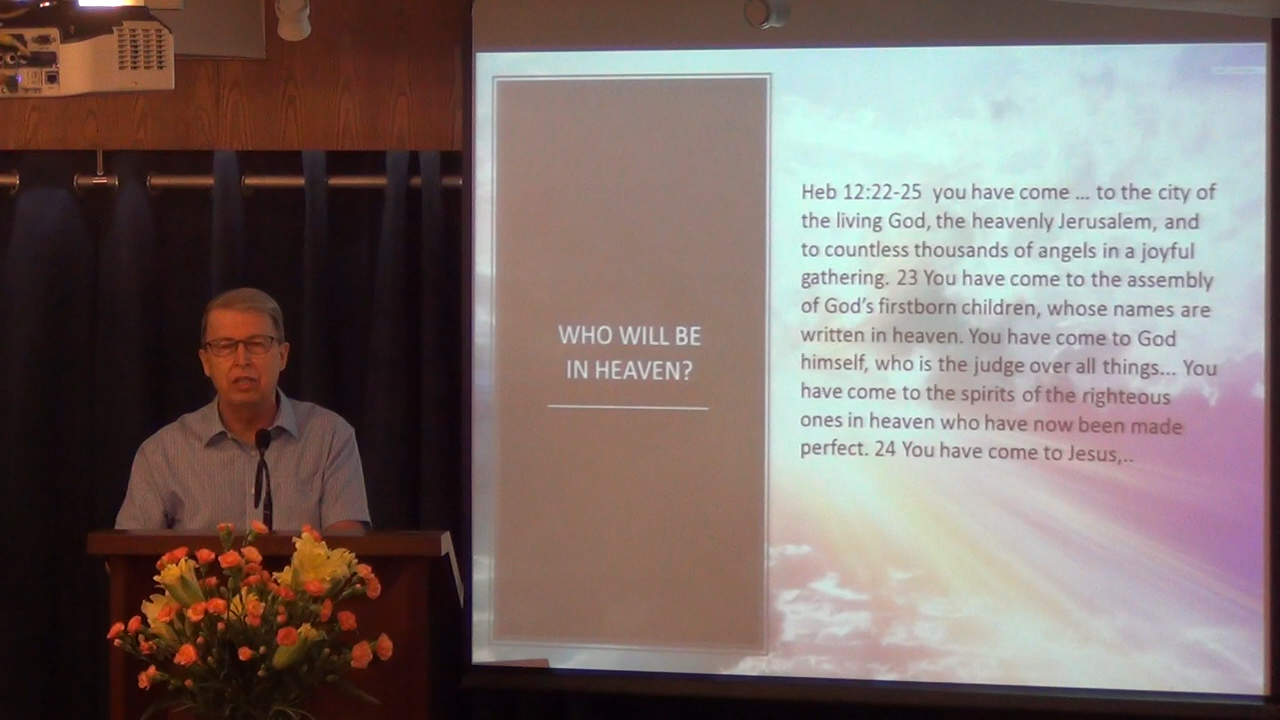 WHO WILL BE
IN HEAVEN?
Heb 12:22-25 you have come ... to the city of
the living God, the heavenly Jerusalem, and
to countless thousands of angels in a joyful
gathering. 23 You have come to the assembly
of God's firstborn children, whose names are
written in heaven. You have come to God
himself, who is the judge over all things... You
have come to the spirits of the righteous
ones in heaven who have now been made
perfect. 24 You have come to Jesus,..